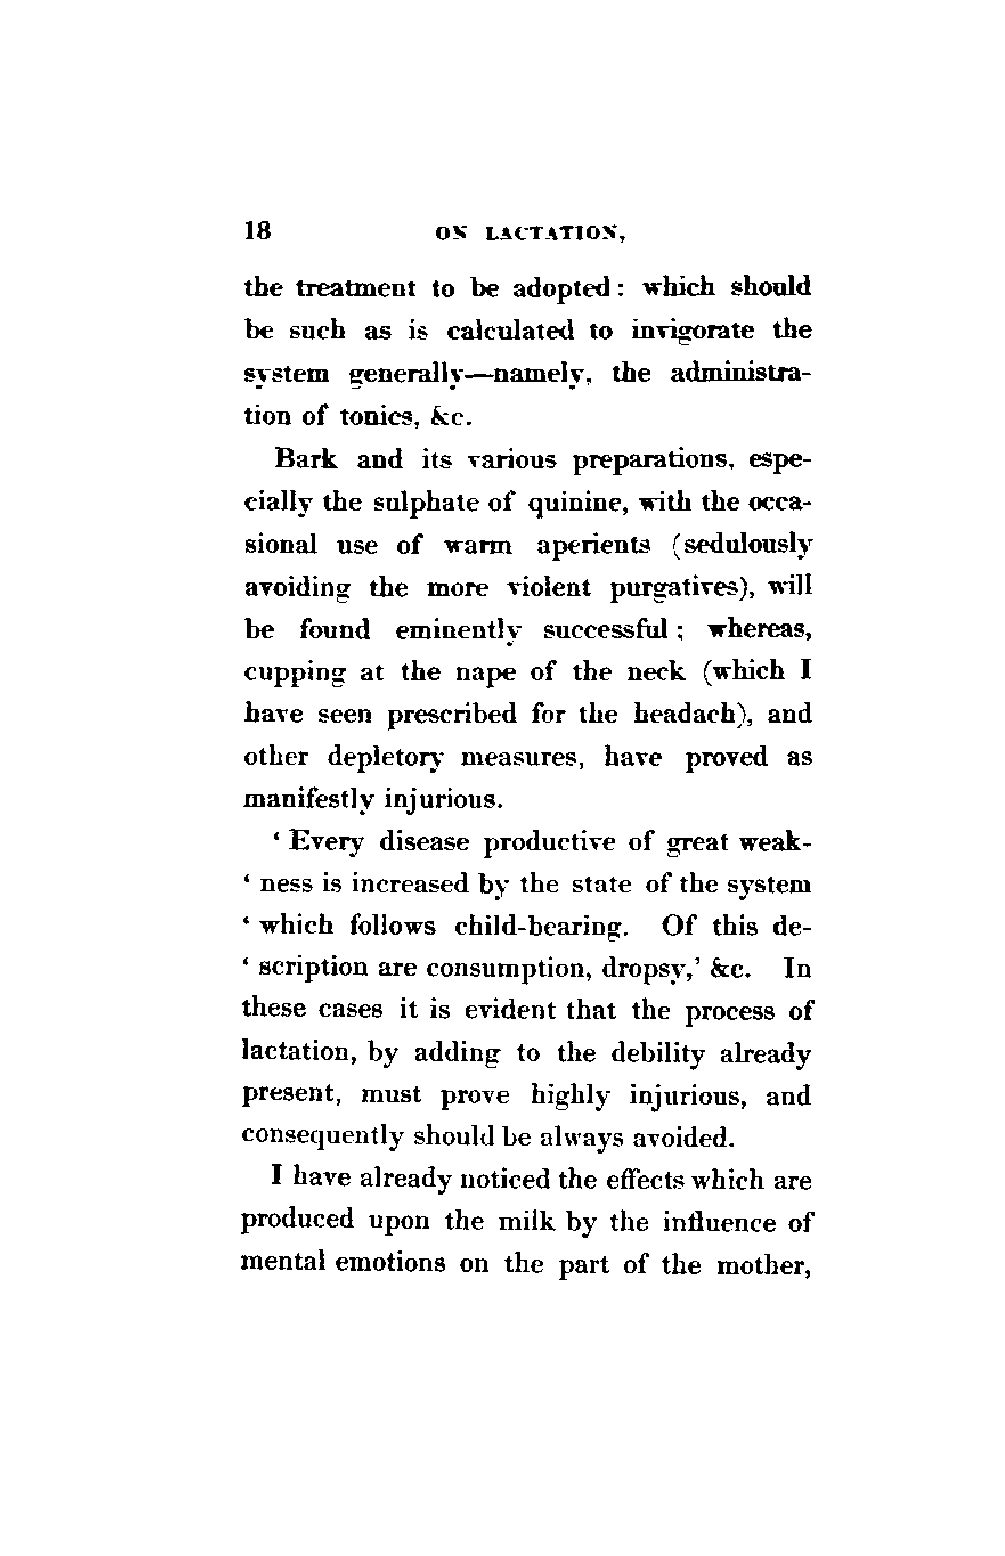 18 ON LACTATION,
the treatment to be adopted: which should
be such as is calculated to invigorate the
system generally—namely, the administra-
tion of tonics, &c.
Bark and its various preparations, espe-
cially the sulphate of quinine, with the occa-
sional use of warm aperients (sedulously
avoiding the more violent purgatives), will
be found eminently successful; whereas,
cupping at the nape of the neck (which I
have seen prescribed for the headach), and
other depletory measures, have proved as
manifestly injurious.
‘ Every disease productive of great weak-
‘ ness is increased by the state of the system
‘ which follows child-bearing. Of this de-
‘ scription are consumption, dropsy,’ &c. In
these cases it is evident that the process of
lactation, by adding to the debility already
present, must prove highly injurious, and
consequently should be always avoided.
I have already noticed the effects which are
produced upon the milk by the influence of
mental emotions on the part of the mother,